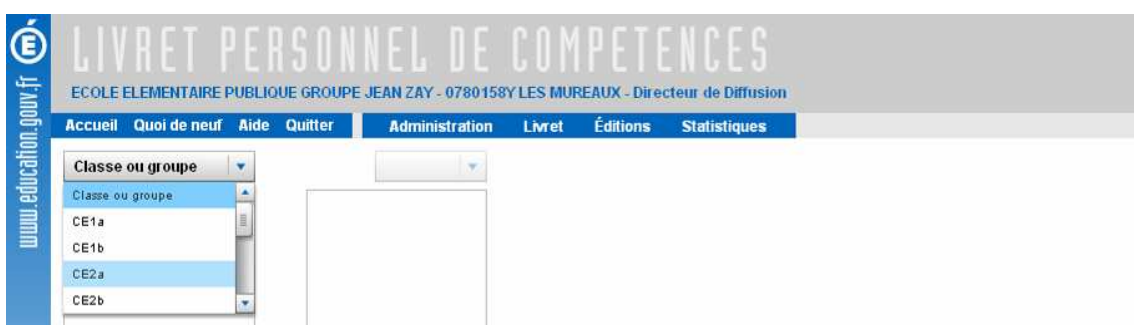 É
www.education.gouv.fr
LIVRET PERSONNEL DE COMPETENCES
ECOLE ELEMENTAIRE PUBLIQUE GROUPE JEAN ZAY - 0780158Y LES MUREAUX - Directeur de Diffusion
Accueil Quoi de neuf Aide Quitter Administration Livret Éditions Statistiques
Classe ou groupe
Classe ou groupe
CE1a
CE1b
CE2a
CE2b